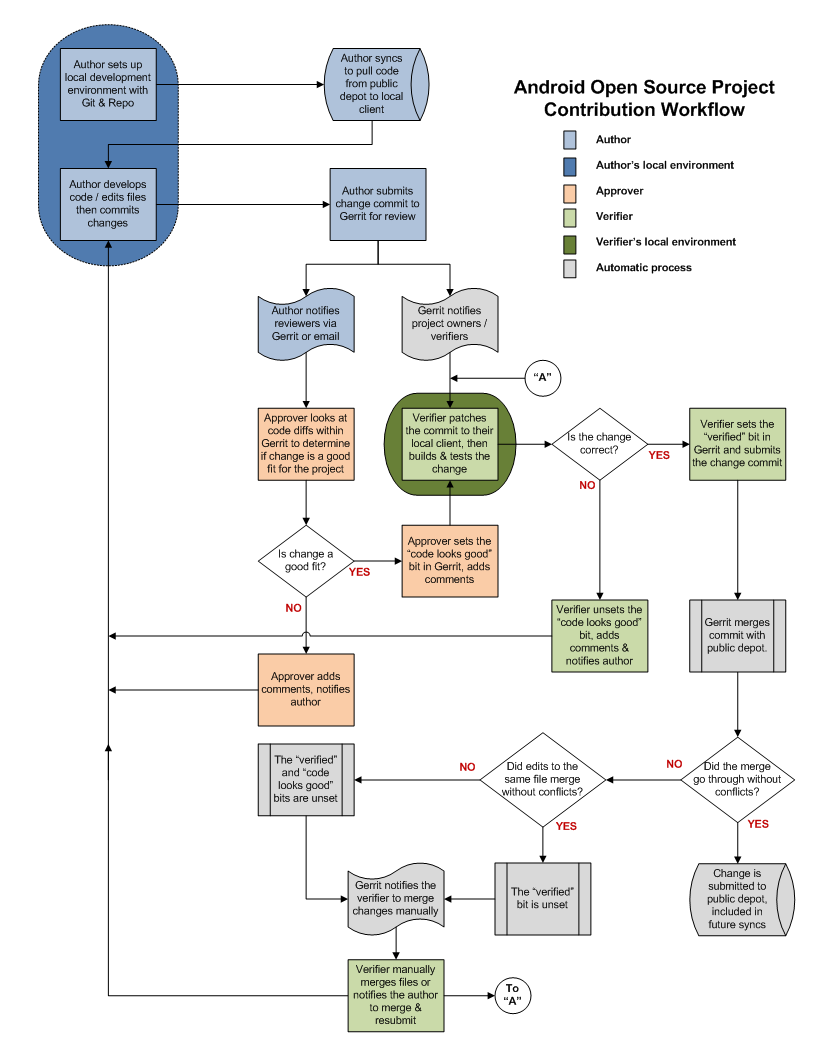 Author sets up
local development
environment with
Git & Repo
Author syncs
to pull code
from public
depot to local
client
Android Open Source Project
Contribution Workflow
Author
Author's local environment
Approver
Verifier
Verifier's local environment
Automatic process
Author develops
code / edits files
then commits
changes
Author submits
change commit to
Gerrit for review
Author notifies
reviewers via
Gerrit or email
Gerrit notifies
project owners /
verifiers
“A”
Approver looks at
code diffs within
Gerrit to determine
if change is a good
fit for the project
Verifier patches
the commit to their
local client, then
builds & tests the
change
Is the change
correct?
YES
NO
Verifier sets the
“verified” bit in
Gerrit and submits
the change commit
Is change a
good fit?
YES
NO
Approver sets the
“code looks good”
bit in Gerrit, adds
comments
Verifier unsets the
“code looks good”
bit, adds
comments &
notifies author
Gerrit merges
commit with
public depot.
Approver adds
comments, notifies
author
The “verified”
and “code
looks good”
bits are unset
NO
Did edits to the
same file merge
without conflicts?
YES
NO
Did the merge
go through without
conflicts?
YES
Gerrit notifies the
verifier to merge
changes manually
The “verified”
bit is unset
Change is
submitted to
public depot,
included in
future syncs
Verifier manually
merges files or
notifies the author
to merge &
resubmit
To
“A”